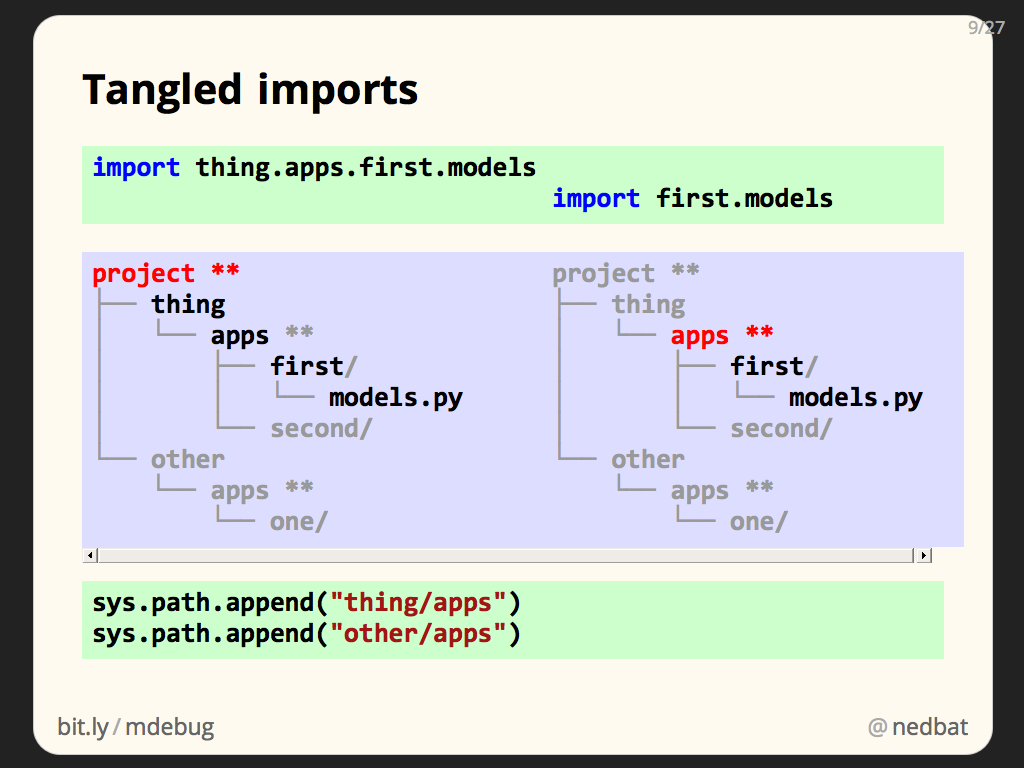 9/27
Tangled imports
import thing.apps.first.models
import first.models
project ** project **
├── thing ├── thing
│   └── apps ** │   └── apps **
│       ├── first/ │       ├── first/
│       │   └── models.py │       │   └── models.py
│       └── second/ │       └── second/
└── other └── other
    └── apps **     └── apps **
        └── one/         └── one/
sys.path.append("thing/apps")
sys.path.append("other/apps")
bit.ly/mdebug @nedbat